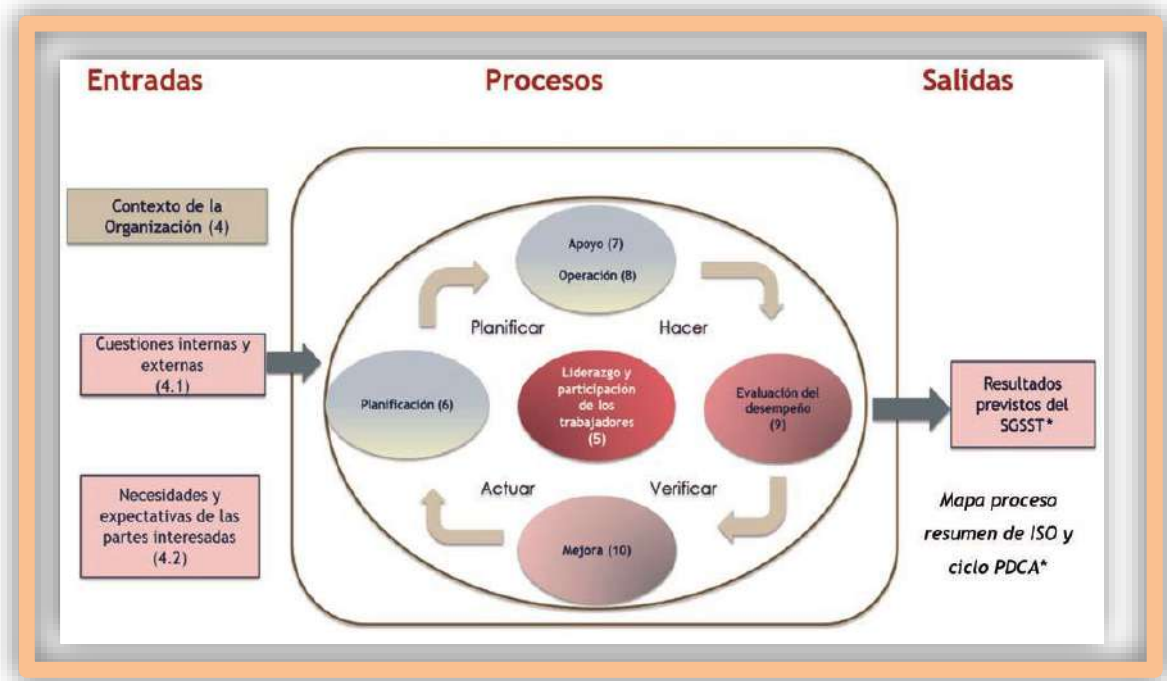 Entradas
Procesos
Salidas
Contexto de la
Organización (4)
Cuestiones internas y
externas
(4.1)
Necesidades y
expectativas de las
partes interesadas
(4.2)
Apoyo (7)
Operación (8)
Planificar
Hacer
Planificación (6)
Liderazgo y
participación
de los
trabajadores
(5)
Evaluación del
desempeño
(9)
Actuar
Verificar
Mejora (10)
Resultados
previstos del
SGSST*
Mapa proceso
resumen de ISO y
ciclo PDCA*